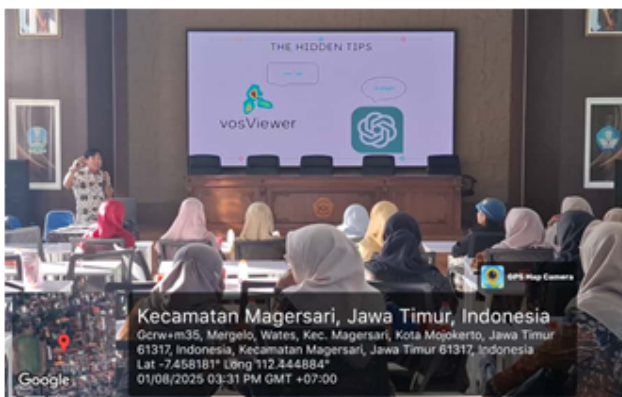 THE HIDDEN TIPS
vosViewer
GPS Map Camera
Kecamatan Magersari, Jawa Timur, Indonesia
Gcrw+m35, Mergelo, Wates, Kec. Magersari, Kota Mojokerto, Jawa Timur
61317, Indonesia, Kecamatan Magersari, Jawa Timur 61317, Indonesia
Lat -7.458181° Long 112.444884°
01/08/2025 03:31 PM GMT +07:00
Google